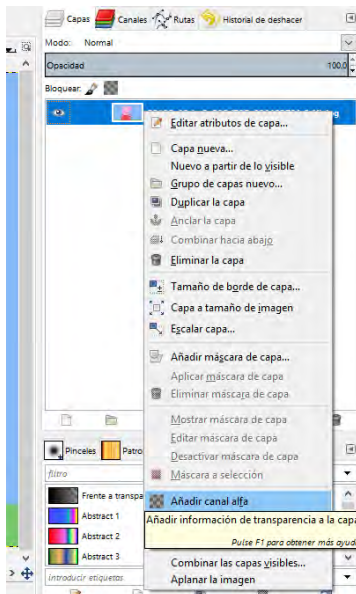 Capas Canales Rutas Historial de deshacer
Modo: Normal
Opacidad 100.0
Bloquear:
Editar atributos de capa...
Capa nueva...
Nuevo a partir de lo visible
Grupo de capas nuevo...
Duplicar la capa
Anclar la capa
Combinar hacia abajo
Eliminar la capa
Tamaño de borde de capa...
Capa a tamaño de imagen
Escalar capa...
Añadir máscara de capa...
Aplicar máscara de capa
Eliminar máscara de capa
Mostrar máscara de capa
Editar máscara de capa
Desactivar máscara de capa
Máscara a selección
Pinceles Patro
filtro
Frente a transpa
Abstract 1
Abstract 2
Abstract 3
introducir etiquetas
Añadir canal alfa
Añadir información de transparencia a la capa
Pulse F1 para obtener más ayud
Combinar las capas visibles...
Aplanar la imagen